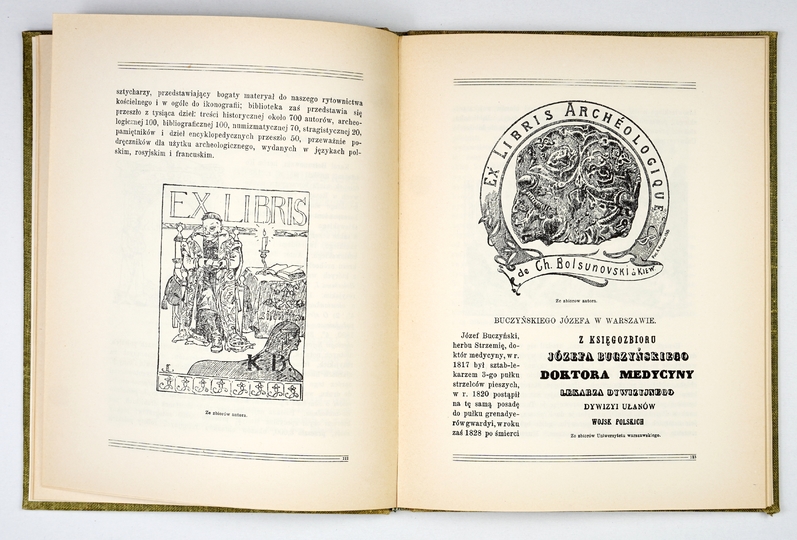 sztycharzy, przedstawiający bogaty materyał do naszego rytownictwa
kościelnego i w ogóle do ikonografii; biblioteka zaś przedstawia się
przeszło z tysiąca dzieł: treści historycznej około 700 autorów, archeo-
logicznej 100, bibliograficznej 100, numizmatycznej 70, stragistycznej 20,
pamiętników i dzieł encyklopedycznych przeszło 50, przeważnie po-
dręczników dla użytku archeologicznego, wydanych w językach pol-
skim, rosyjskim i francuskim.
EX LIBRIS
K.B.
Ze zbiorów autora.
EX LIBRIS ARCHÉOLOGIQUE
de Ch. Bolsunovski à KIEW
Ze zbiorów autora.
BUCZYŃSKIEGO JÓZEFA W WARSZAWIE.
Józef Buczyński,
herbu Strzemię, do-
któr medycyny, w r.
1817 był sztab-le-
karzem 3-go pułku
strzelców pieszych,
w r. 1820 postąpił
na tę samą posadę
do pułku grenadye-
rów gwardyi, w roku
zaś 1828 po śmierci
Z KSIĘGOZBIORU
JÓZEFA BUCZYŃSKIEGO
DOKTORA MEDYCYNY
LEKARZA DYWIZYJNEGO
DYWIZYI UŁANÓW
WOJSK POLSKICH
Ze zbiorów Uniwersytetu warszawskiego.